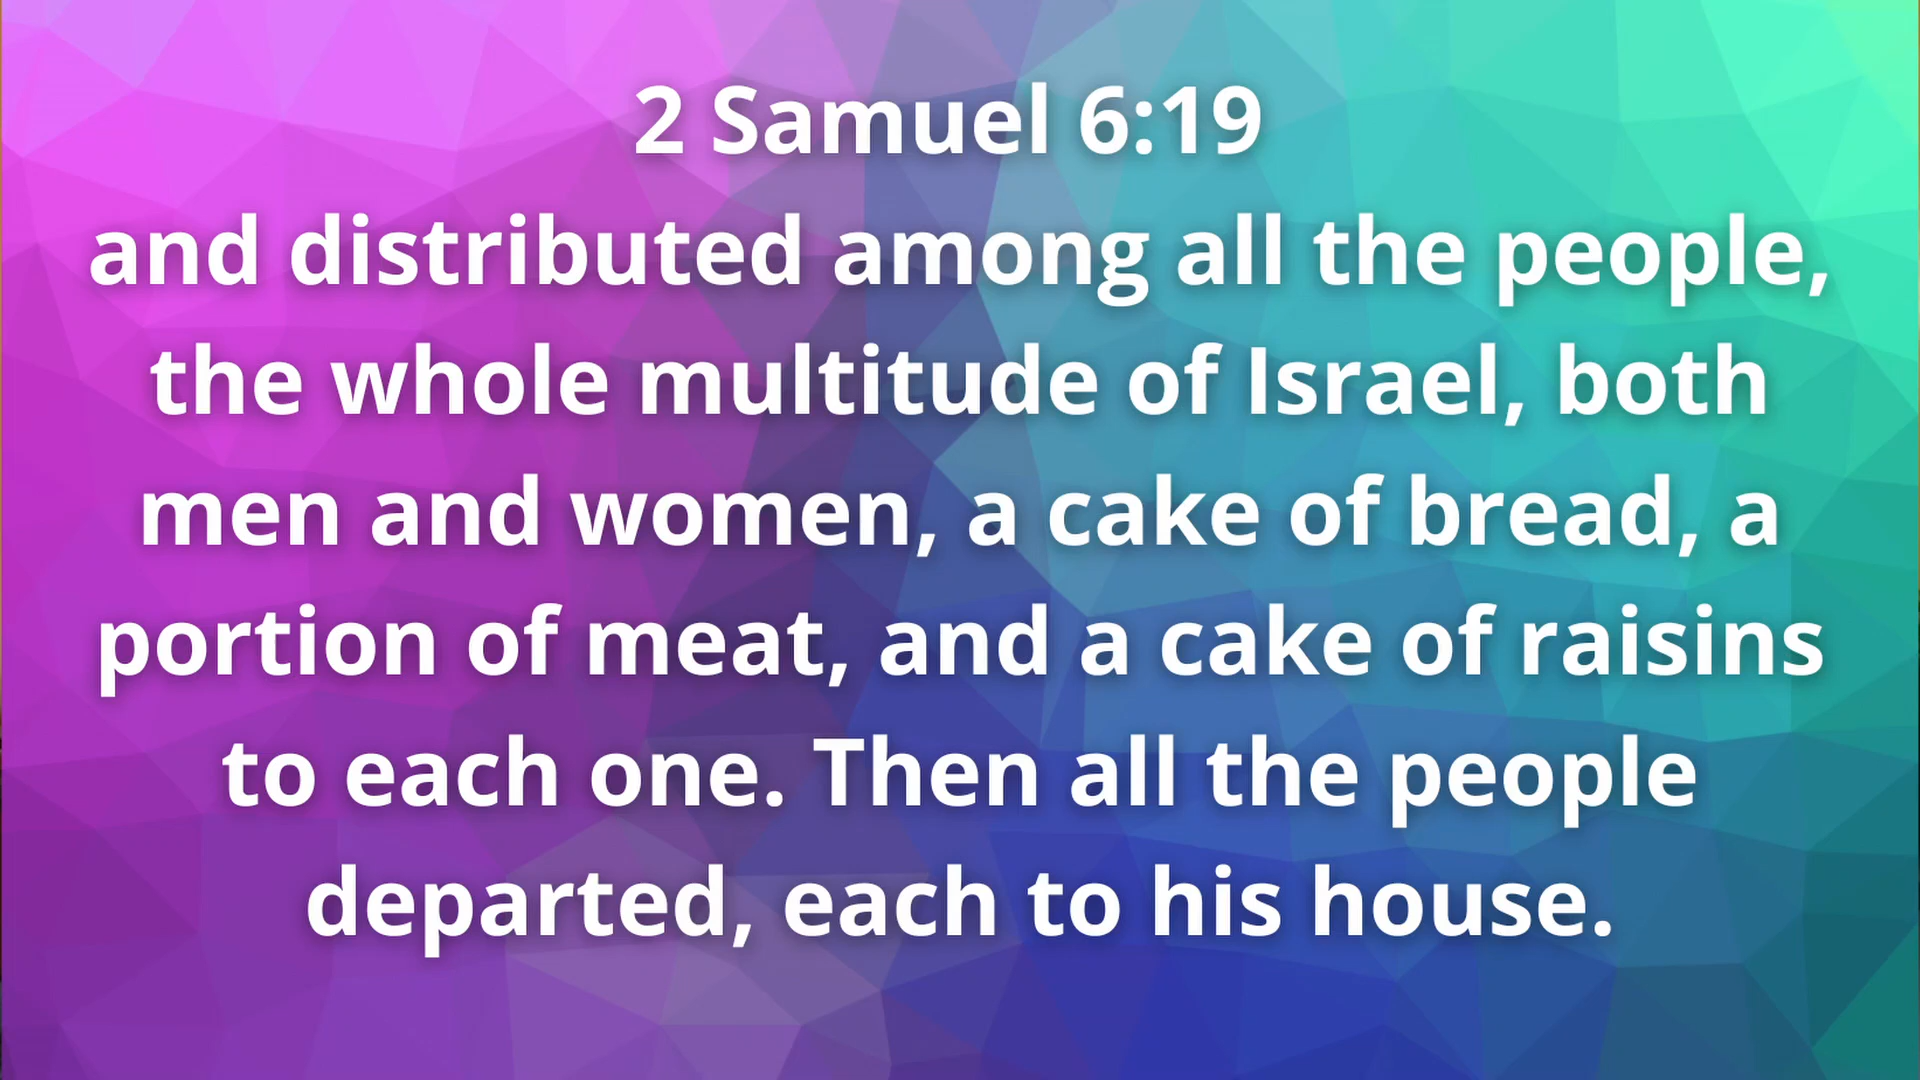 2 Samuel 6:19
and distributed among all the people,
the whole multitude of Israel, both
men and women, a cake of bread, a
portion of meat, and a cake of raisins
to each one. Then all the people
departed, each to his house.